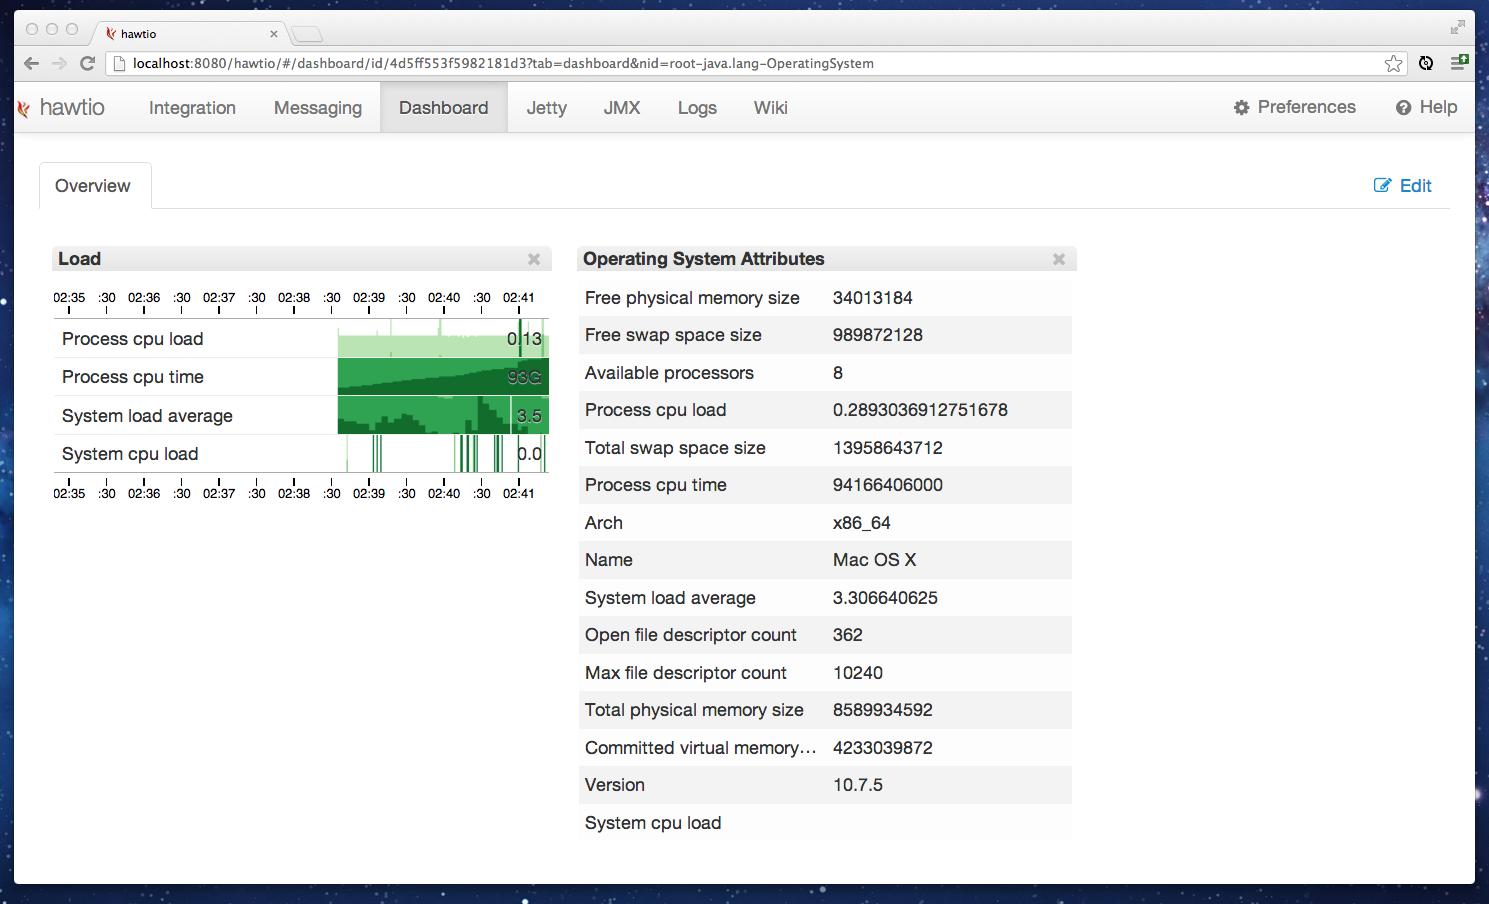 hawtio
localhost:8080/hawtio/#/dashboard/id/4d5ff553f5982181d3?tab=dashboard&nid=root-java.lang-OperatingSystem
hawtio Integration Messaging Dashboard Jetty JMX Logs Wiki Preferences Help
Overview Edit
Load
02:35 :30 02:36 :30 02:37 :30 02:38 :30 02:39 :30 02:40 :30 02:41
Process cpu load 0.13
Process cpu time 93G
System load average 3.5
System cpu load 0.0
02:35 :30 02:36 :30 02:37 :30 02:38 :30 02:39 :30 02:40 :30 02:41
Operating System Attributes
Free physical memory size 34013184
Free swap space size 989872128
Available processors 8
Process cpu load 0.2893036912751678
Total swap space size 13958643712
Process cpu time 94166406000
Arch x86_64
Name Mac OS X
System load average 3.306640625
Open file descriptor count 362
Max file descriptor count 10240
Total physical memory size 8589934592
Committed virtual memory… 4233039872
Version 10.7.5
System cpu load